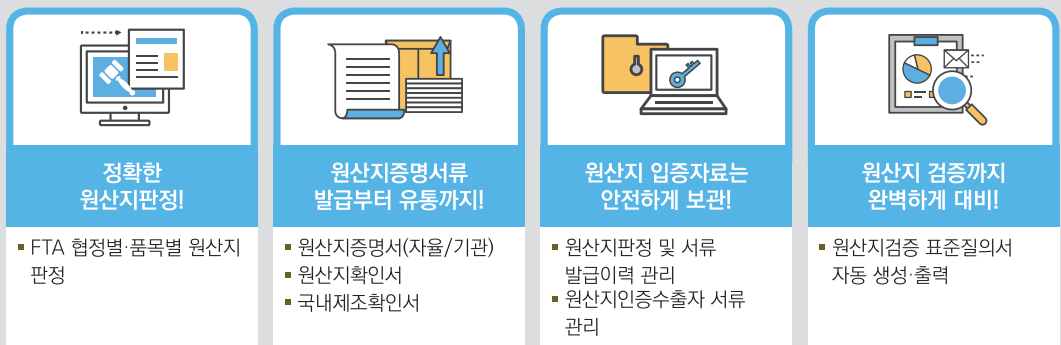 정확한
원산지판정!
▪ FTA 협정별·품목별 원산지
판정
원산지증명서류
발급부터 유통까지!
▪ 원산지증명서(자율/기관)
▪ 원산지확인서
▪ 국내제조확인서
원산지 입증자료는
안전하게 보관!
▪ 원산지판정 및 서류
발급이력 관리
▪ 원산지인증수출자 서류
관리
원산지 검증까지
완벽하게 대비!
▪ 원산지검증 표준질의서
자동 생성·출력